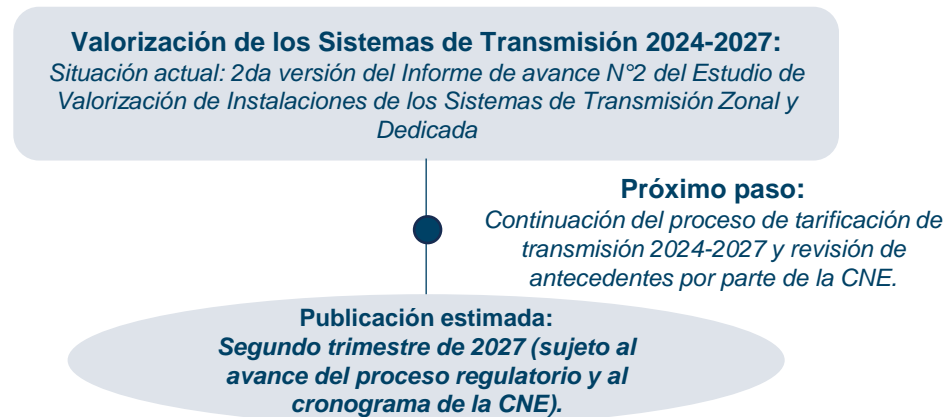 Valorización de los Sistemas de Transmisión 2024-2027:
Situación actual: 2da versión del Informe de avance N°2 del Estudio de
Valorización de Instalaciones de los Sistemas de Transmisión Zonal y
Dedicada
Próximo paso:
Continuación del proceso de tarificación de
transmisión 2024-2027 y revisión de
antecedentes por parte de la CNE.
Publicación estimada:
Segundo trimestre de 2027 (sujeto al
avance del proceso regulatorio y al
cronograma de la CNE).